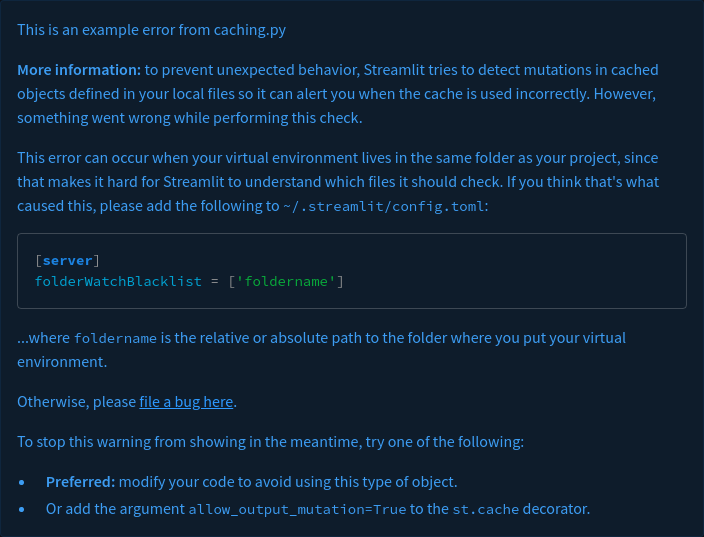 This is an example error from caching.py
More information: to prevent unexpected behavior, Streamlit tries to detect mutations in cached
objects defined in your local files so it can alert you when the cache is used incorrectly. However,
something went wrong while performing this check.
This error can occur when your virtual environment lives in the same folder as your project, since
that makes it hard for Streamlit to understand which files it should check. If you think that's what
caused this, please add the following to ~/.streamlit/config.toml:
[server]
folderWatchBlacklist = ['foldername']
...where foldername is the relative or absolute path to the folder where you put your virtual
environment.
Otherwise, please file a bug here.
To stop this warning from showing in the meantime, try one of the following:
• Preferred: modify your code to avoid using this type of object.
• Or add the argument allow_output_mutation=True to the st.cache decorator.